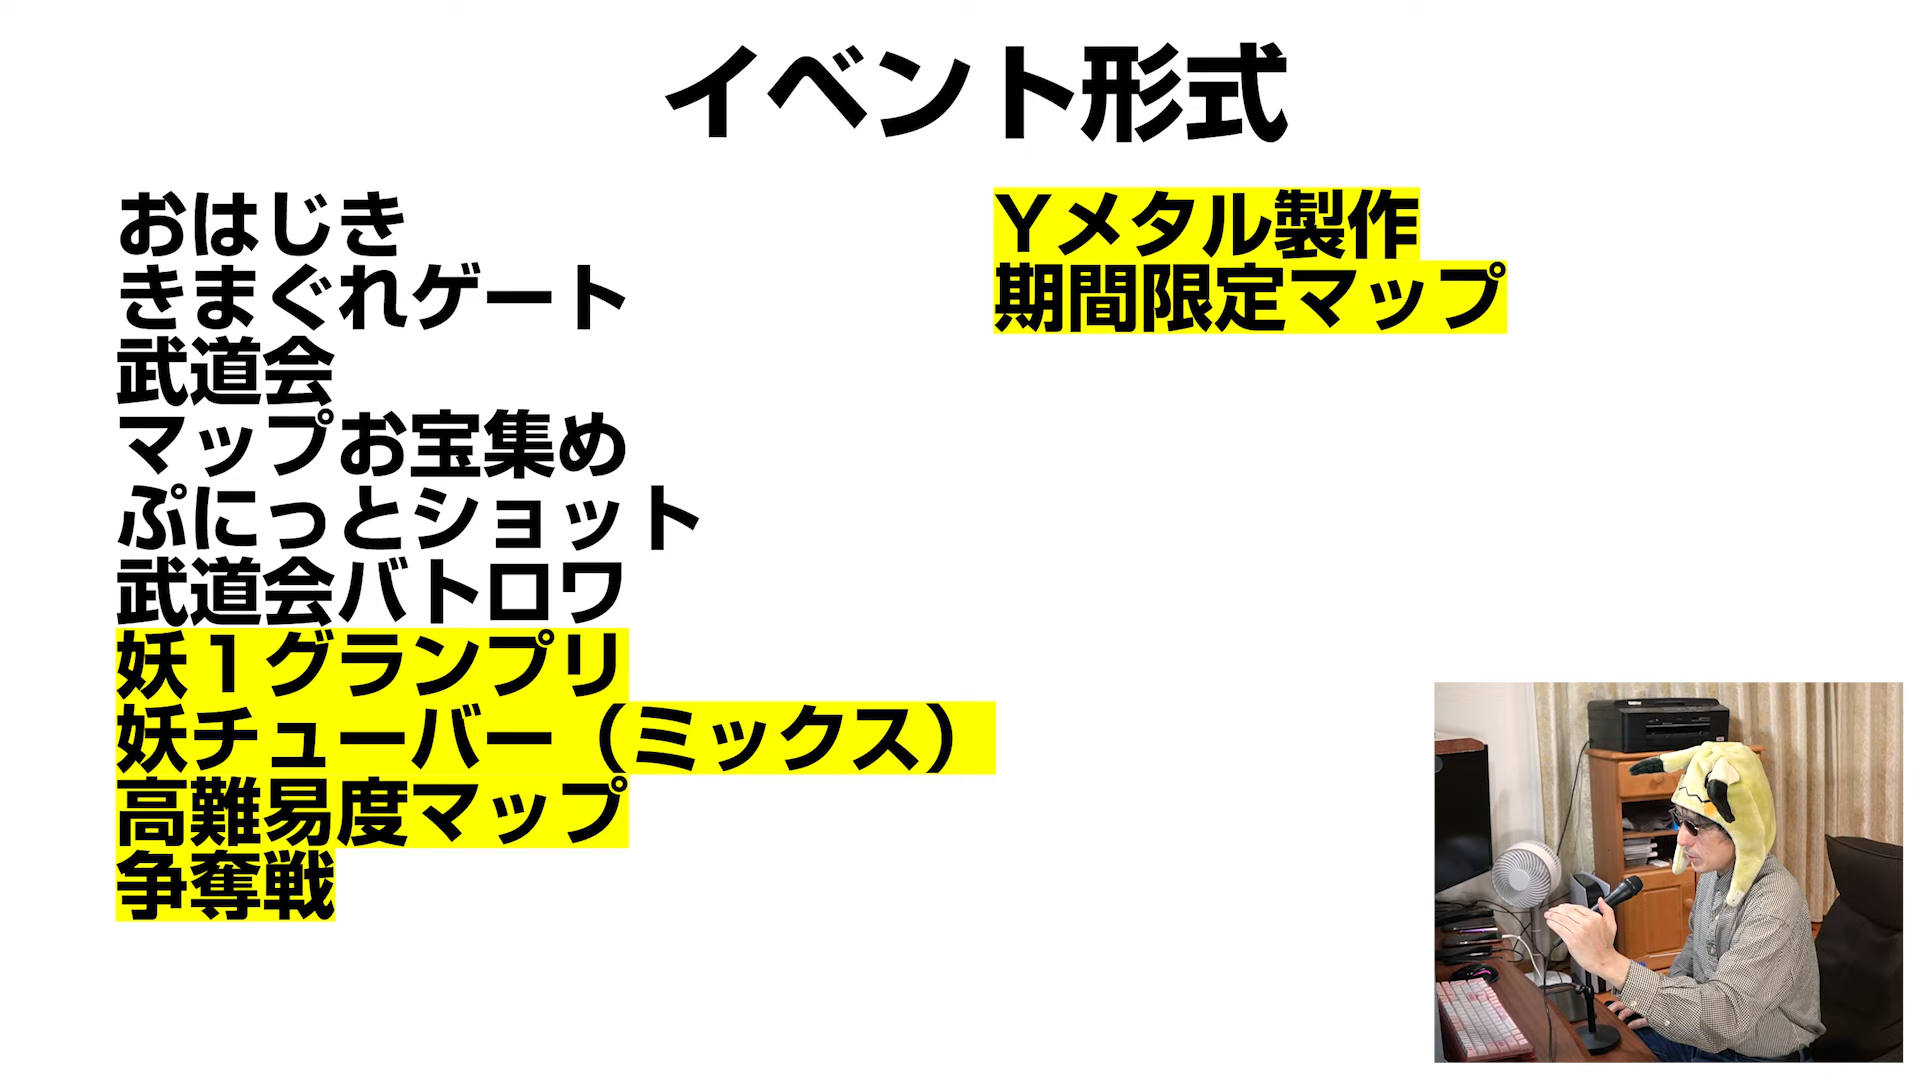 イベント形式
おはじき
きまぐれゲート
武道会
マップお宝集め
ぷにっとショット
武道会バトロワ
妖１グランプリ
妖チューバー（ミックス）
高難易度マップ
争奪戦
Ｙメタル製作
期間限定マップ